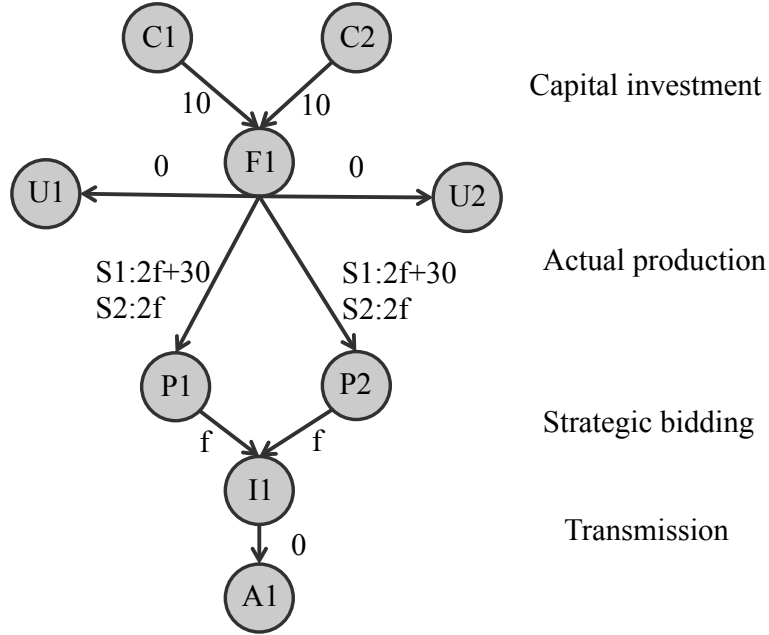 C1
C2
Capital investment
10
10
F1
0
0
U1
U2
Actual production
S1:2f+30
S2:2f
S1:2f+30
S2:2f
P1
P2
Strategic bidding
f
f
I1
Transmission
0
A1